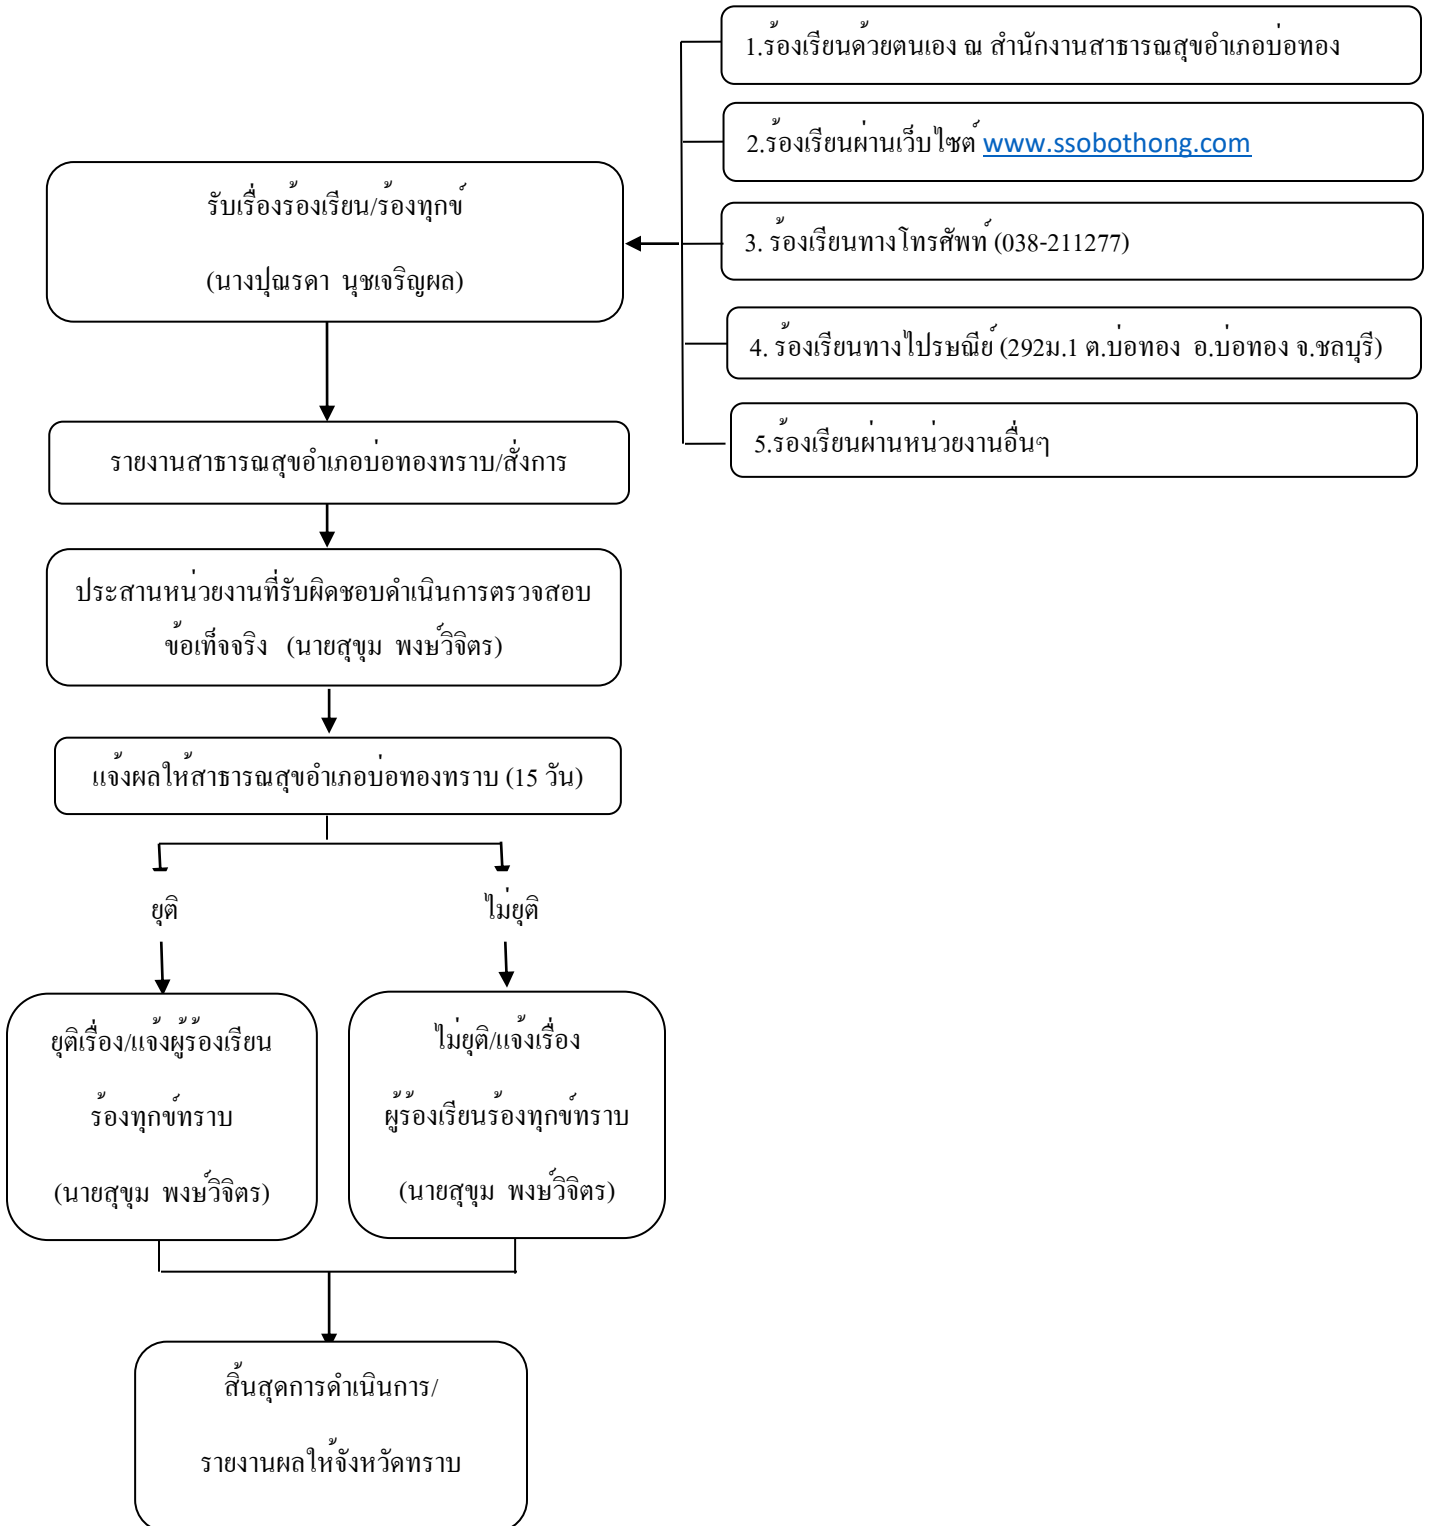 1.ร้องเรียนด้วยตนเอง ณ สำนักงานสาธารณสุขอำเภอบ่อทอง
2.ร้องเรียนผ่านเว็บไซต์ www.ssobothong.com
3. ร้องเรียนทางโทรศัพท์ (038-211277)
4. ร้องเรียนทางไปรษณีย์ (292ม.1 ต.บ่อทอง อ.บ่อทอง จ.ชลบุรี)
5.ร้องเรียนผ่านหน่วยงานอื่นๆ
รับเรื่องร้องเรียน/ร้องทุกข์
(นางปุณรดา นุชเจริญผล)
รายงานสาธารณสุขอำเภอบ่อทองทราบ/สั่งการ
ประสานหน่วยงานที่รับผิดชอบดำเนินการตรวจสอบ
ข้อเท็จจริง (นายสุขุม พงษ์วิจิตร)
แจ้งผลให้สาธารณสุขอำเภอบ่อทองทราบ (15 วัน)
ยุติ
ไม่ยุติ
ยุติเรื่อง/แจ้งผู้ร้องเรียน
ร้องทุกข์ทราบ
(นายสุขุม พงษ์วิจิตร)
ไม่ยุติ/แจ้งเรื่อง
ผู้ร้องเรียนร้องทุกข์ทราบ
(นายสุขุม พงษ์วิจิตร)
สิ้นสุดการดำเนินการ/
รายงานผลให้จังหวัดทราบ